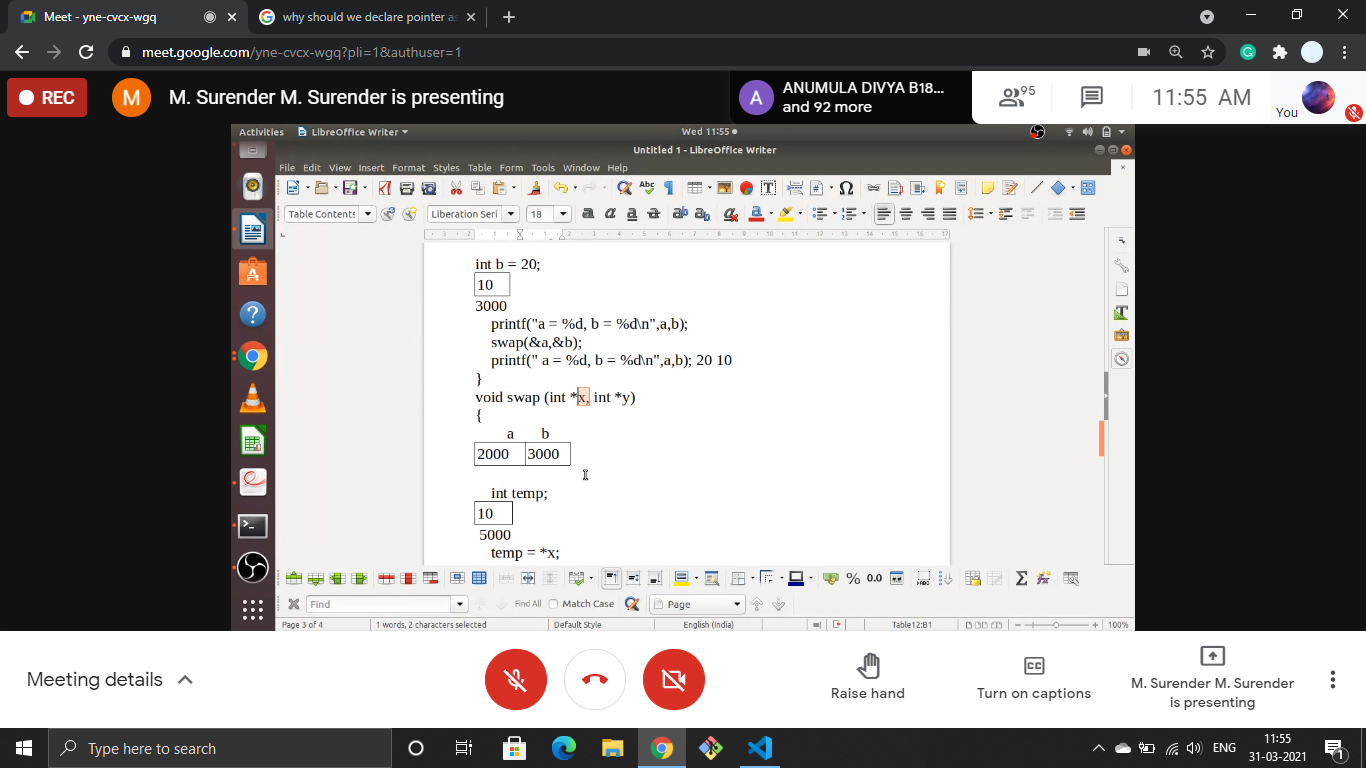 Meet - yne-cvcx-wgq
why should we declare pointer as
meet.google.com/yne-cvcx-wgq?pli=1&authuser=1
REC
M
M. Surender M. Surender is presenting
A
ANUMULA DIVYA B18...
and 92 more
95
11:55 AM
You
Activities LibreOffice Writer Wed 11:55
Untitled 1 - LibreOffice Writer
File Edit View Insert Format Styles Table Form Tools Window Help
Table Contents Liberation Seri 18
int b = 20;
10
3000
printf("a = %d, b = %d\n",a,b);
swap(&a,&b);
printf(" a = %d, b = %d\n",a,b); 20 10
}
void swap (int *x, int *y)
{
a b
2000 3000
int temp;
10
5000
temp = *x;
Find Find All Match Case Page
Page 3 of 4 1 words, 2 characters selected Default Style English (India) Table12:B1 100%
Meeting details
Raise hand
Turn on captions
M. Surender M. Surender
is presenting
Type here to search
ENG
11:55
31-03-2021
1